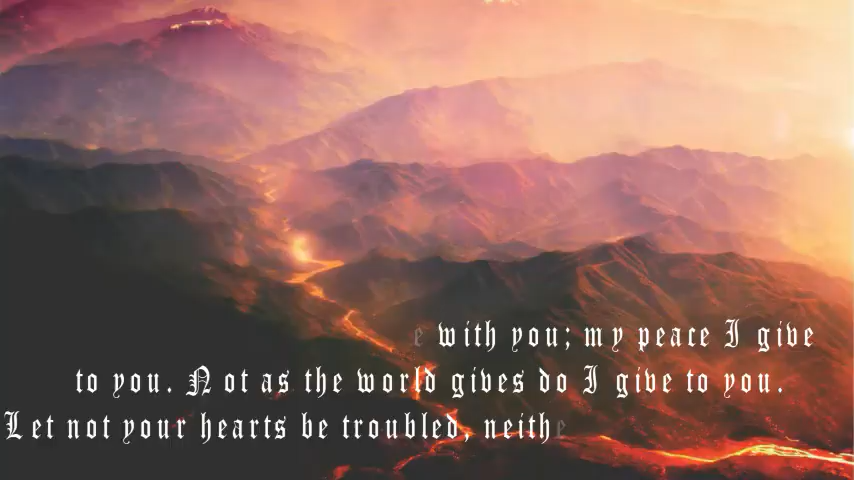 e with you; my peace I give
to you. Not as the world gives do I give to you.
Let not your hearts be troubled, neithe